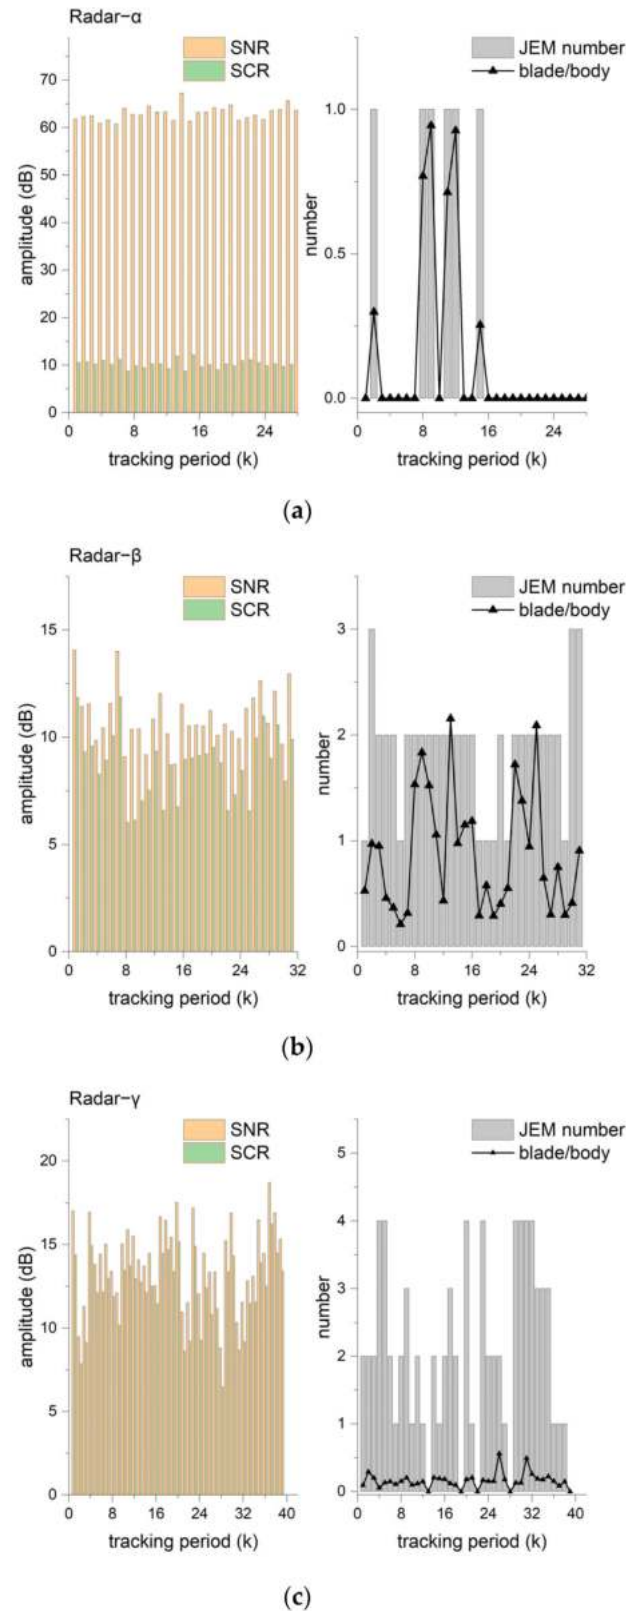 Radar−α
SNR
SCR
amplitude (dB)
70
60
50
40
30
20
10
0
0 8 16 24
tracking period (k)
JEM number
blade/body
number
1.0
0.5
0.0
0 8 16 24
tracking period (k)
(a)
Radar−β
SNR
SCR
amplitude (dB)
15
10
5
0
0 8 16 24 32
tracking period (k)
JEM number
blade/body
number
3
2
1
0
0 8 16 24 32
tracking period (k)
(b)
Radar−γ
SNR
SCR
amplitude (dB)
20
15
10
5
0
0 8 16 24 32 40
tracking period (k)
JEM number
blade/body
number
5
4
3
2
1
0
0 8 16 24 32 40
tracking period (k)
(c)